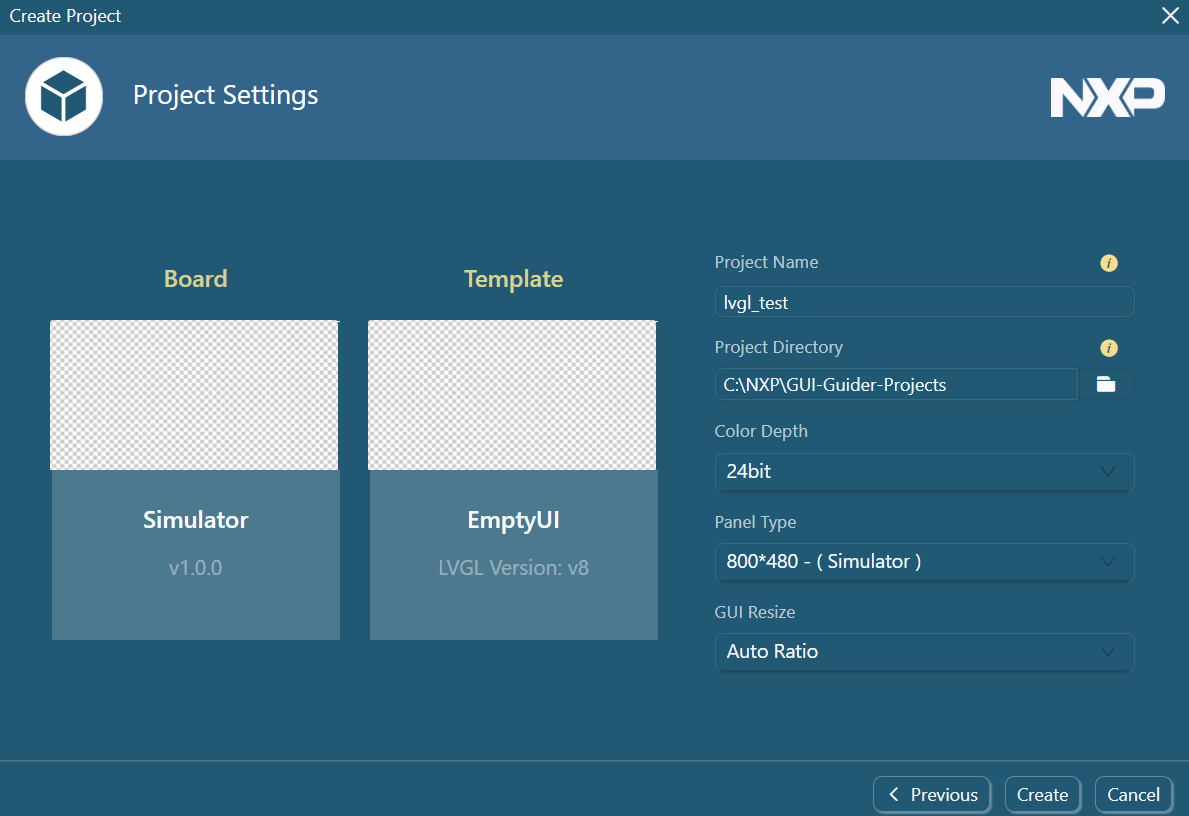 Create Project
Project Settings
NXP
Board
Template
Simulator
v1.0.0
EmptyUI
LVGL Version: v8
Project Name
lvgl_test
Project Directory
C:\NXP\GUI-Guider-Projects
Color Depth
24bit
Panel Type
800*480 - ( Simulator )
GUI Resize
Auto Ratio
Previous
Create
Cancel